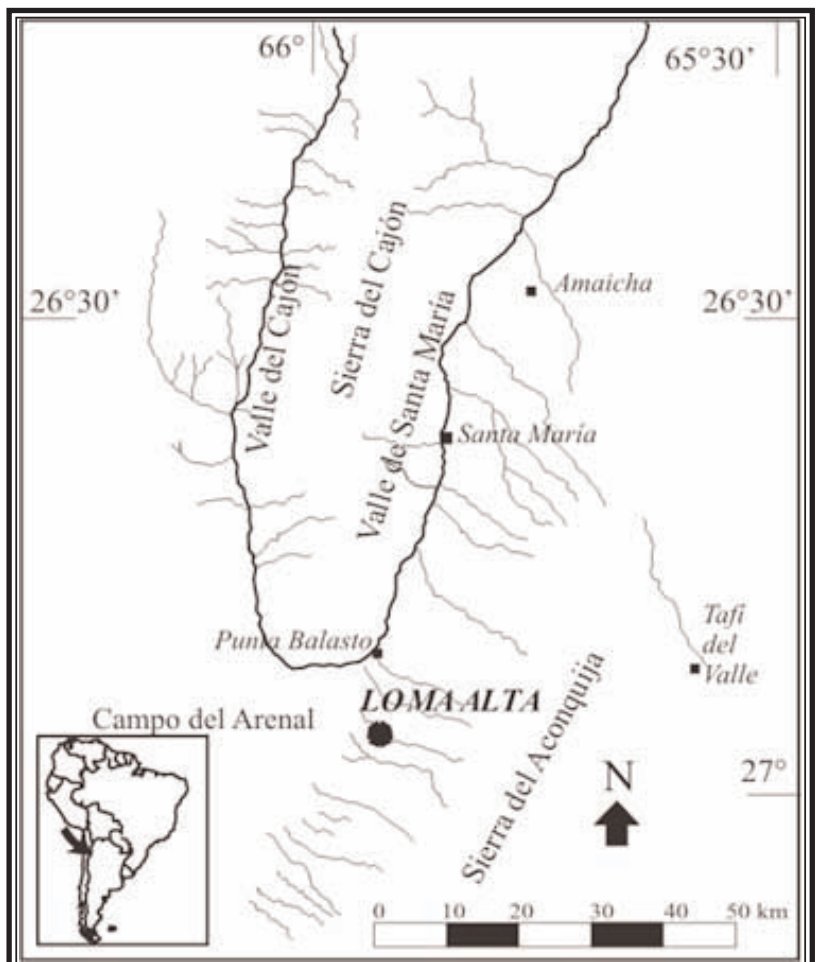 66°
65°30’
Sierra del Cajón
Amaicha
26°30’
26°30’
Valle del Cajón
Valle de Santa María
Santa María
Punta Balasto
Tafí
del
Valle
LOMA ALTA
Campo del Arenal
Sierra del Aconquija
N
27°
0 10 20 30 40 50 km